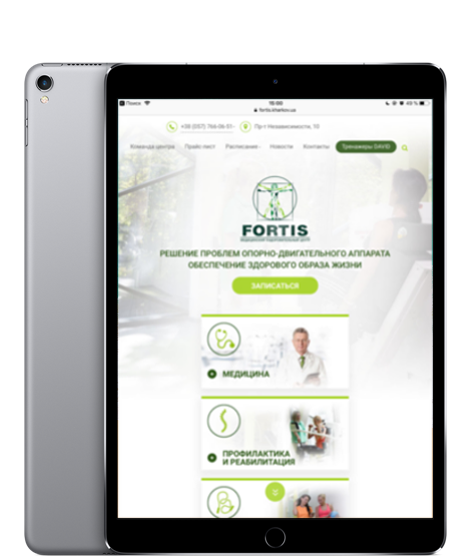 Поиск 15:00 49 %
fortis.kharkov.ua
+38 (057) 766-06-51 Пр-т Независимости, 10
Команда центра Прайс-лист Расписание Новости Контакты Тренажеры DAVID
FORTIS
РЕШЕНИЕ ПРОБЛЕМ ОПОРНО-ДВИГАТЕЛЬНОГО АППАРАТА
ОБЕСПЕЧЕНИЕ ЗДОРОВОГО ОБРАЗА ЖИЗНИ
ЗАПИСАТЬСЯ
МЕДИЦИНА
ПРОФИЛАКТИКА
И РЕАБИЛИТАЦИЯ